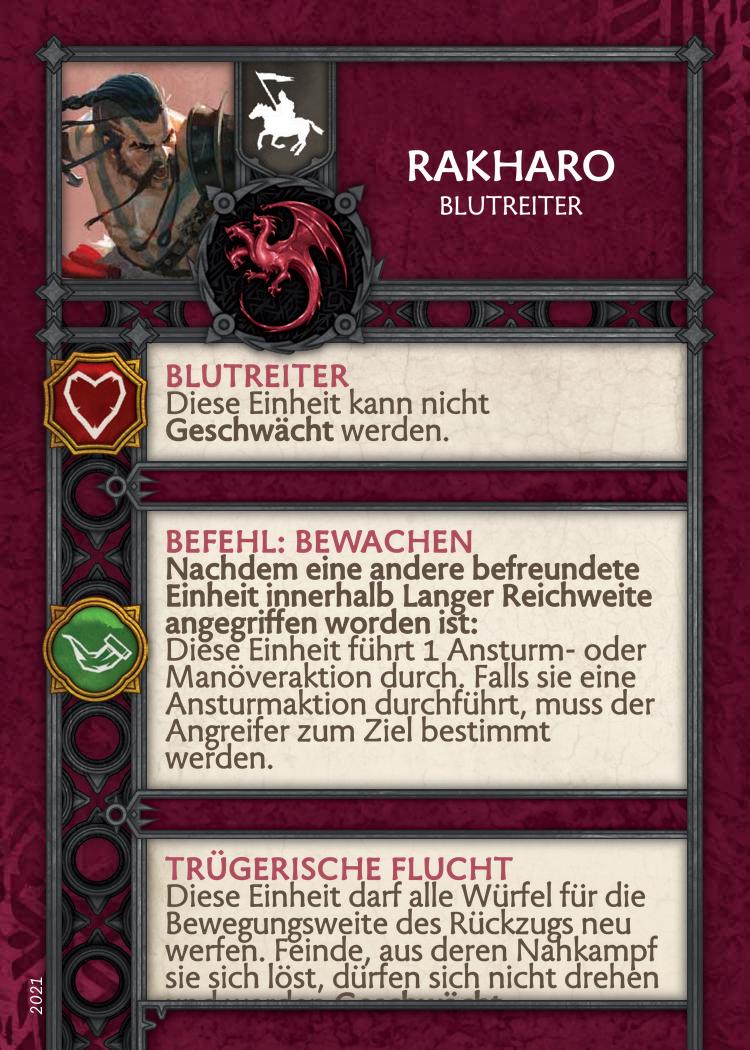 RAKHARO
BLUTREITER
BLUTREITER
Diese Einheit kann nicht
Geschwächt werden.
BEFEHL: BEWACHEN
Nachdem eine andere befreundete
Einheit innerhalb Langer Reichweite
angegriffen worden ist:
Diese Einheit führt 1 Ansturm- oder
Manöveraktion durch. Falls sie eine
Ansturmaktion durchführt, muss der
Angreifer zum Ziel bestimmt
werden.
TRÜGERISCHE FLUCHT
Diese Einheit darf alle Würfel für die
Bewegungsweite des Rückzugs neu
werfen. Feinde, aus deren Nahkampf
sie sich löst, dürfen sich nicht drehen
und werden Geschwächt.
2021